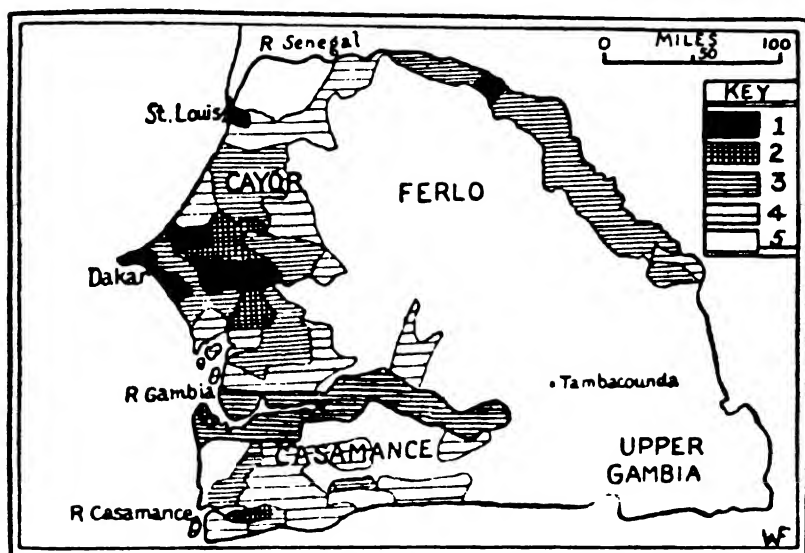 R Senegal
MILES
0 50 100
KEY
1
2
3
4
5
St. Louis
CAYOR
FERLO
Dakar
R Gambia
Tambacounda
CASAMANCE
UPPER
GAMBIA
R Casamance
WF